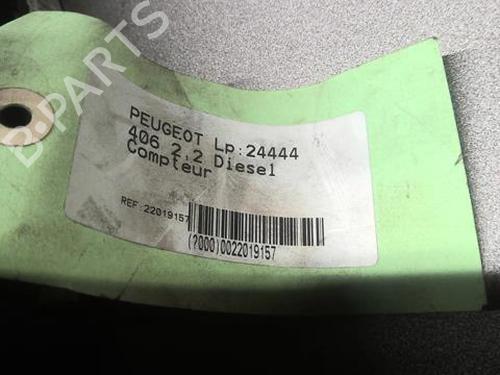 PEUGEOT Lp:24444
406 2,2 Diesel
Compteur
REF:22019157
(2000)0022019157
B-PARTS